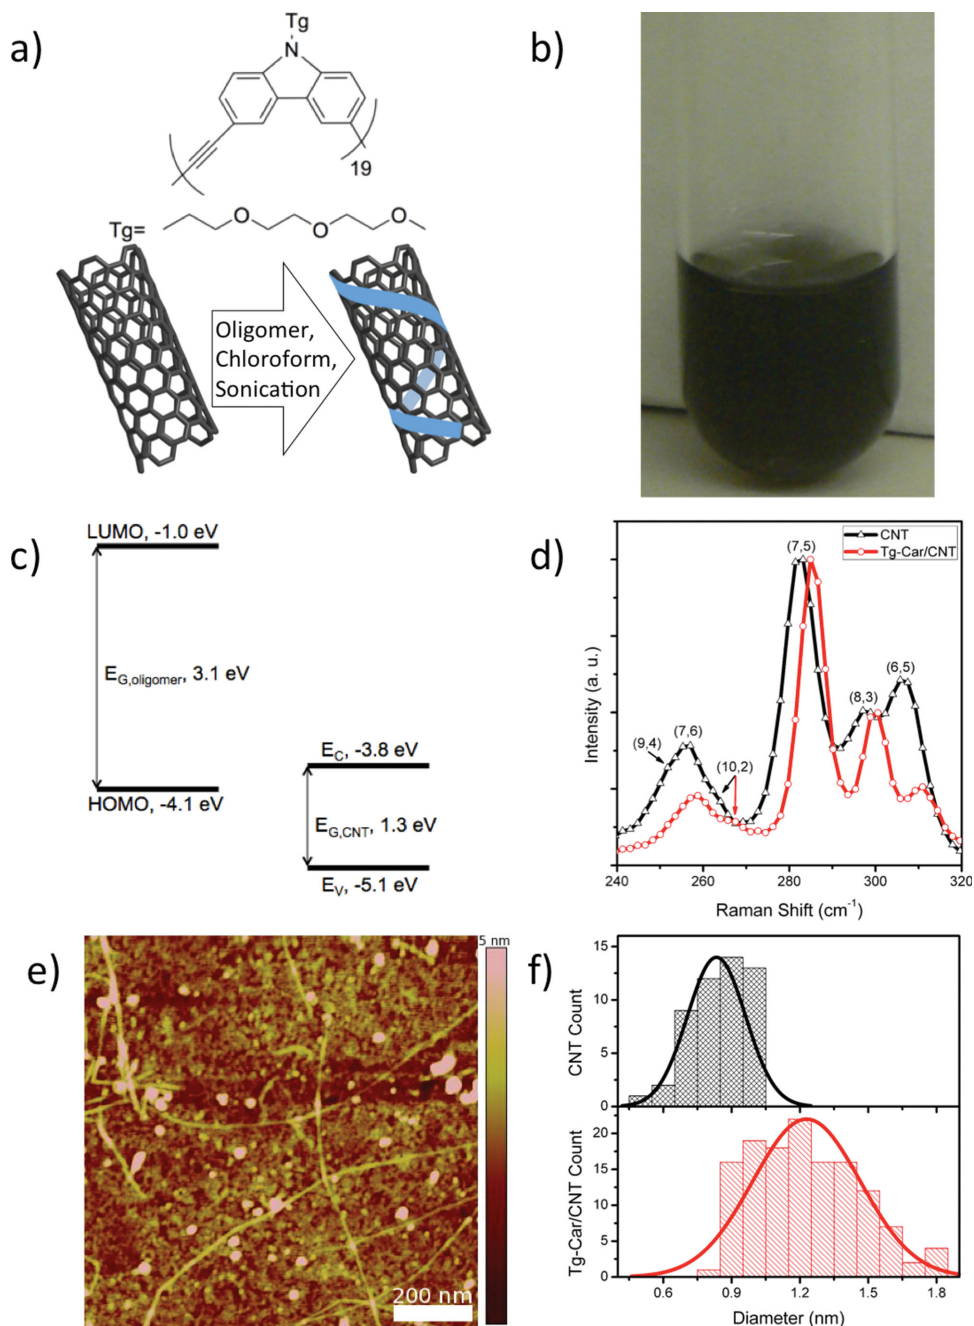 a)
Tg
N
19
Tg=
O
O
O
Oligomer,
Chloroform,
Sonication
b)
c)
LUMO, -1.0 eV
EG,oligomer, 3.1 eV
HOMO, -4.1 eV
EC, -3.8 eV
EG,CNT, 1.3 eV
EV, -5.1 eV
d)
CNT
Tg-Car/CNT
(7,5)
(6,5)
(8,3)
(7,6)
(9,4)
(10,2)
Intensity (a. u.)
240 260 280 300 320
Raman Shift (cm-1)
e)
5 nm
200 nm
f)
15
10
5
0
CNT Count
20
15
10
5
0
Tg-Car/CNT Count
0.6 0.9 1.2 1.5 1.8
Diameter (nm)